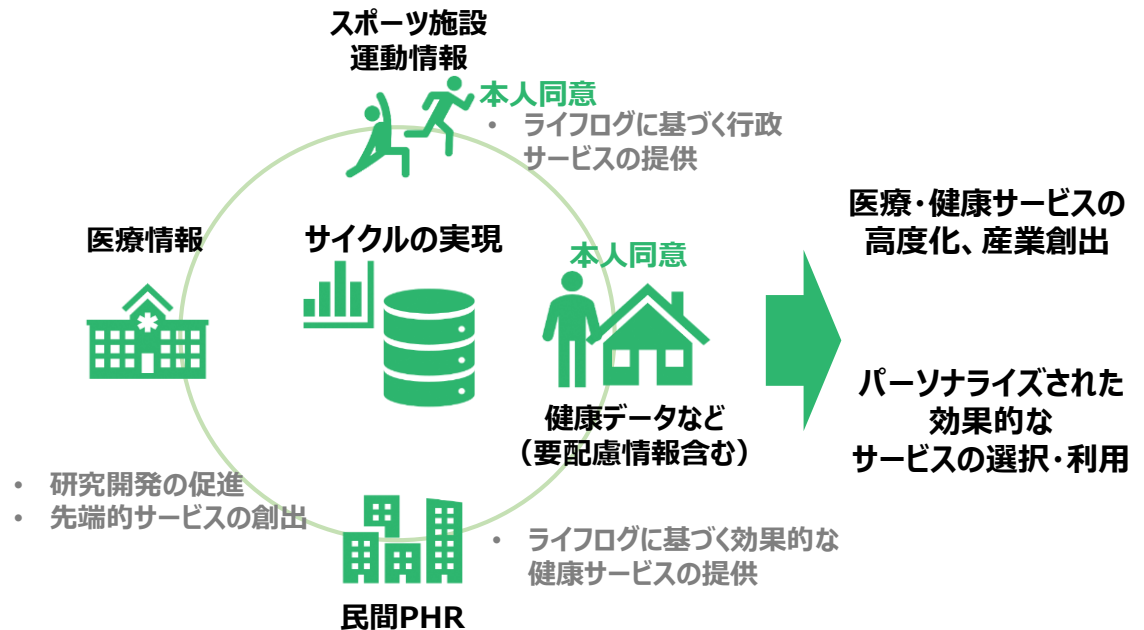 スポーツ施設
運動情報
本人同意
• ライフログに基づく行政
サービスの提供
医療情報
サイクルの実現
本人同意
健康データなど
（要配慮情報含む）
• 研究開発の促進
• 先端的サービスの創出
• ライフログに基づく効果的な
健康サービスの提供
民間PHR
医療・健康サービスの
高度化、産業創出
パーソナライズされた
効果的な
サービスの選択・利用